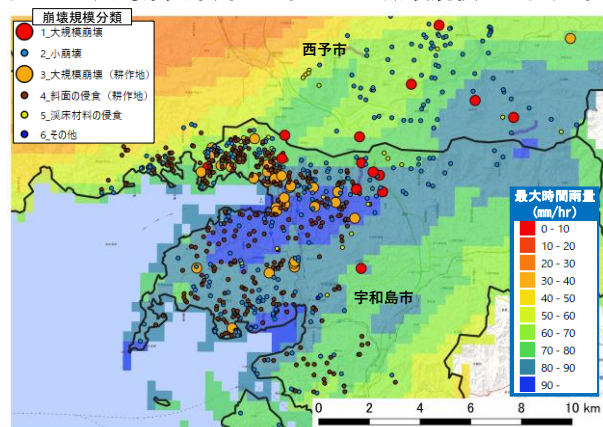 崩壊規模分類
1_大規模崩壊
2_小崩壊
3_大規模崩壊（耕作地）
4_斜面の侵食（耕作地）
5_渓床材料の侵食
6_その他
西予市
宇和島市
最大時間雨量
(mm/hr)
0 - 10
10 - 20
20 - 30
30 - 40
40 - 50
50 - 60
60 - 70
70 - 80
80 - 90
90 -
0 2 4 6 8 10 km